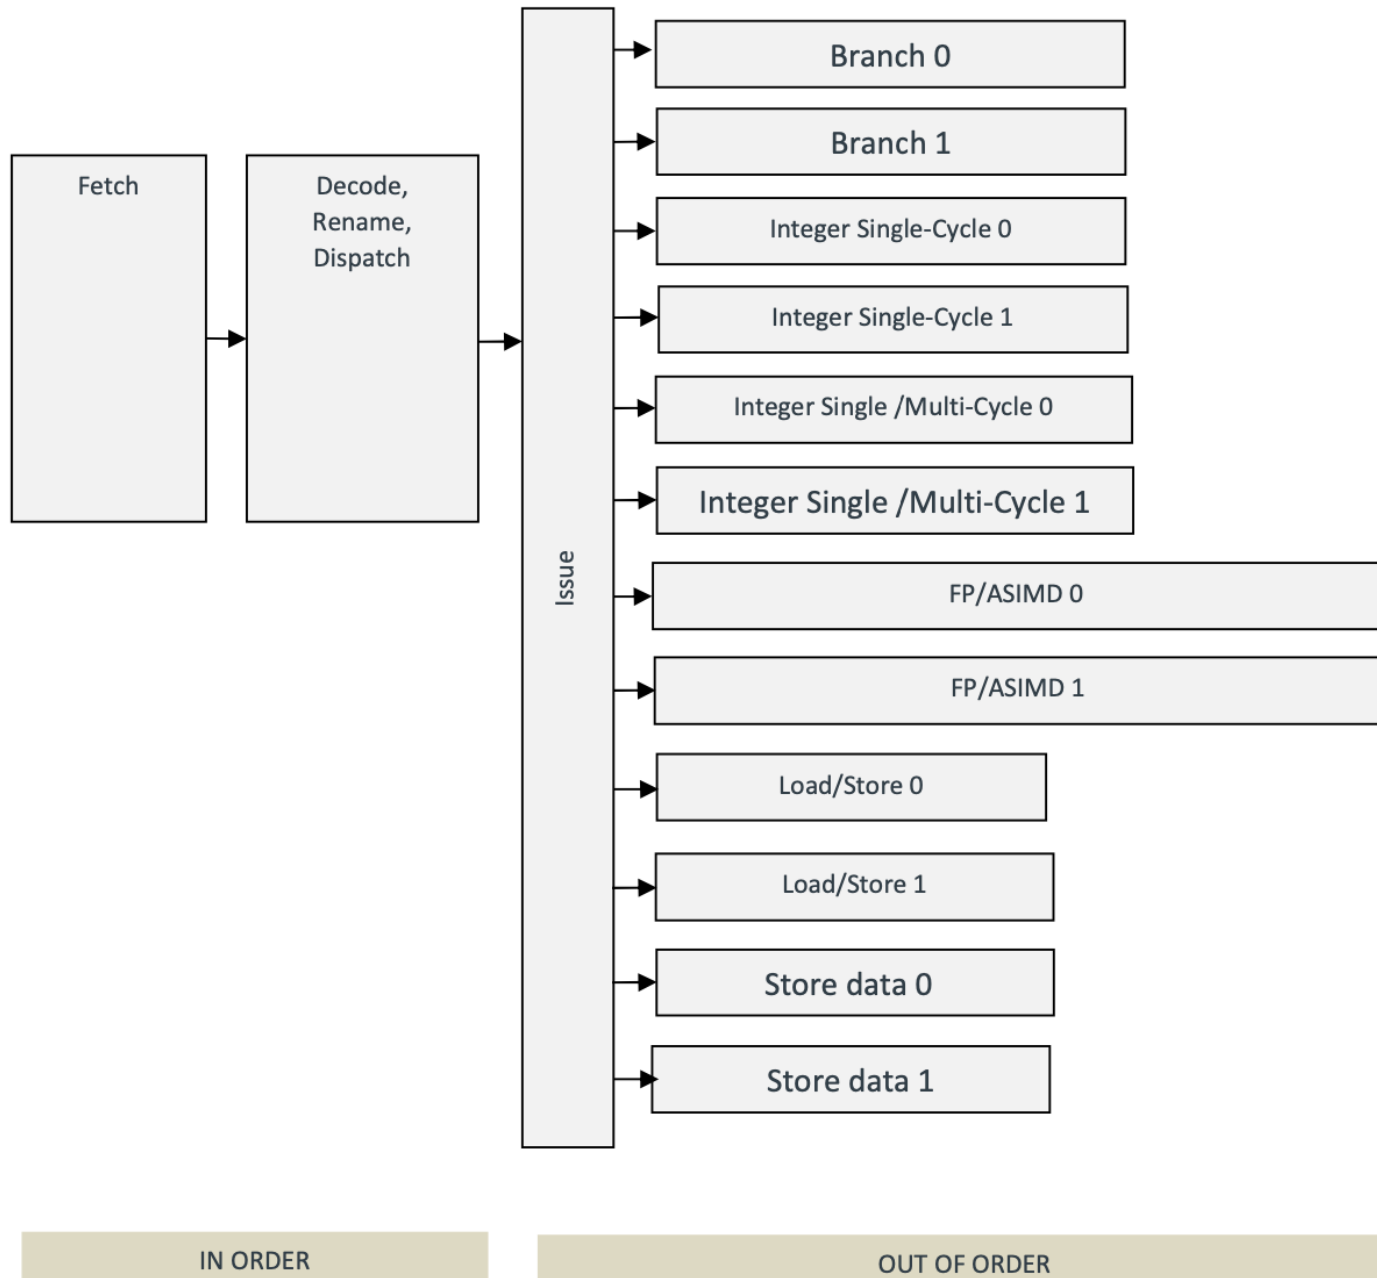 Fetch
Decode,
Rename,
Dispatch
Issue
Branch 0
Branch 1
Integer Single-Cycle 0
Integer Single-Cycle 1
Integer Single /Multi-Cycle 0
Integer Single /Multi-Cycle 1
FP/ASIMD 0
FP/ASIMD 1
Load/Store 0
Load/Store 1
Store data 0
Store data 1
IN ORDER
OUT OF ORDER